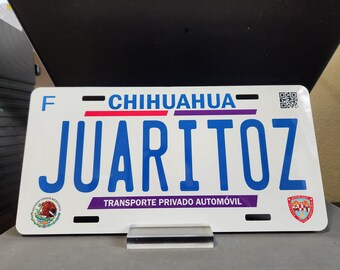 F
CHIHUAHUA
JUARITOZ
TRANSPORTE PRIVADO AUTOMÓVIL